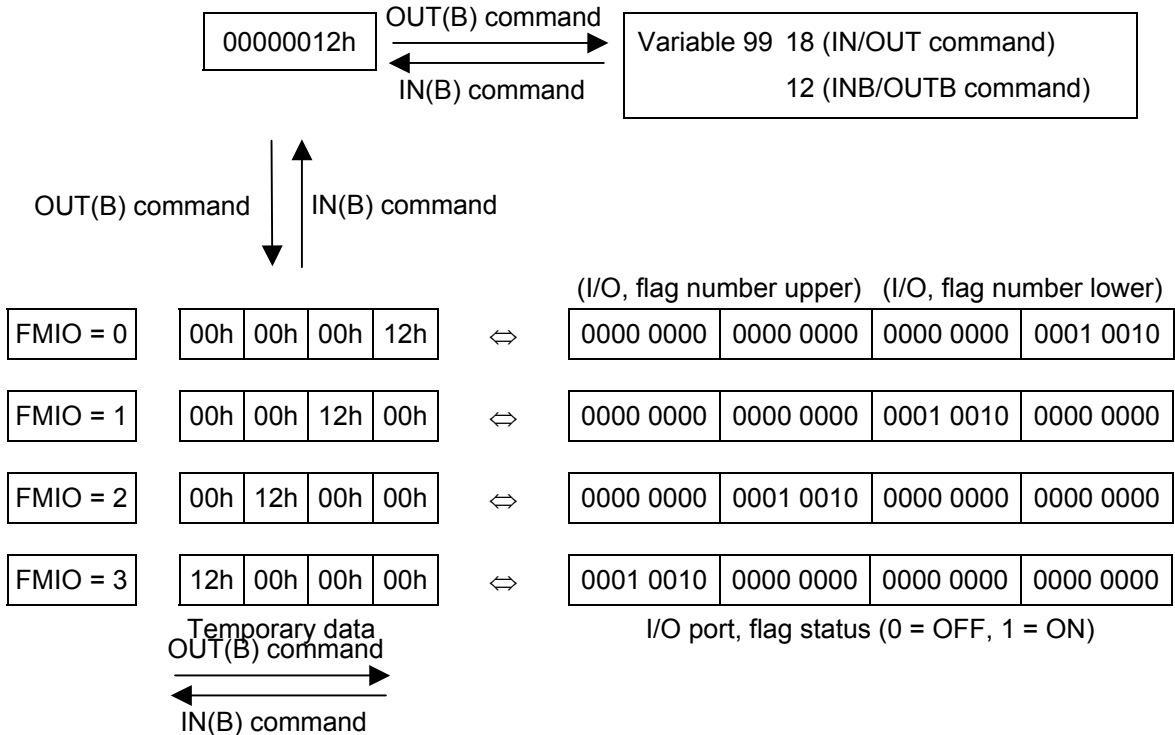 OUT(B) command
00000012h
Variable 99 18 (IN/OUT command)
IN(B) command
12 (INB/OUTB command)
OUT(B) command
IN(B) command
(I/O, flag number upper) (I/O, flag number lower)
FMIO = 0 00h 00h 00h 12h ⇔ 0000 0000 0000 0000 0000 0000 0001 0010
FMIO = 1 00h 00h 12h 00h ⇔ 0000 0000 0000 0000 0001 0010 0000 0000
FMIO = 2 00h 12h 00h 00h ⇔ 0000 0000 0001 0010 0000 0000 0000 0000
FMIO = 3 12h 00h 00h 00h ⇔ 0001 0010 0000 0000 0000 0000 0000 0000
Temporary data I/O port, flag status (0 = OFF, 1 = ON)
OUT(B) command
IN(B) command